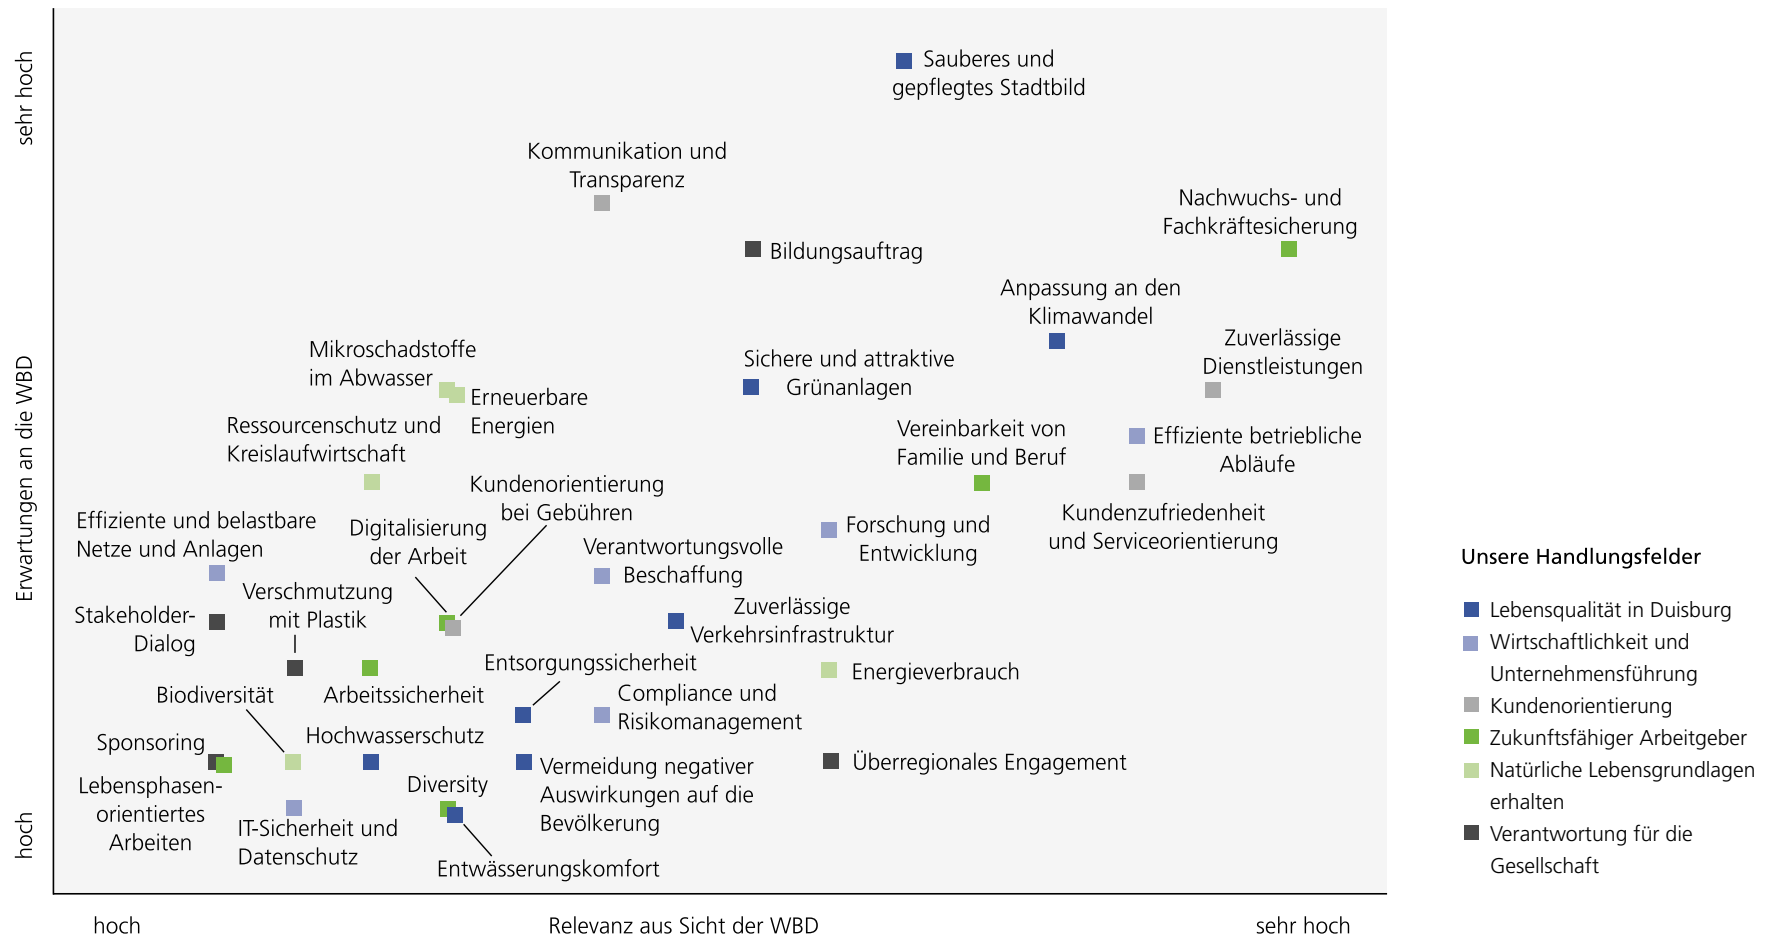 sehr hoch
Erwartungen an die WBD
hoch
Sauberes und
gepflegtes Stadtbild
Kommunikation und
Transparenz
Nachwuchs- und
Fachkräftesicherung
Bildungsauftrag
Anpassung an den
Klimawandel
Zuverlässige
Dienstleistungen
Mikroschadstoffe
im Abwasser
Sichere und attraktive
Grünanlagen
Erneuerbare
Energien
Ressourcenschutz und
Kreislaufwirtschaft
Vereinbarkeit von
Familie und Beruf
Effiziente betriebliche
Abläufe
Kundenorientierung
bei Gebühren
Kundenzufriedenheit
und Serviceorientierung
Effiziente und belastbare
Netze und Anlagen
Digitalisierung
der Arbeit
Forschung und
Entwicklung
Verantwortungsvolle
Beschaffung
Verschmutzung
mit Plastik
Stakeholder-
Dialog
Zuverlässige
Verkehrsinfrastruktur
Entsorgungssicherheit
Energieverbrauch
Biodiversität
Arbeitssicherheit
Compliance und
Risikomanagement
Sponsoring
Hochwasserschutz
Überregionales Engagement
Vermeidung negativer
Auswirkungen auf die
Bevölkerung
Lebensphasen-
orientiertes
Arbeiten
Diversity
IT-Sicherheit und
Datenschutz
Entwässerungskomfort
hoch
Relevanz aus Sicht der WBD
sehr hoch
Unsere Handlungsfelder
Lebensqualität in Duisburg
Wirtschaftlichkeit und
Unternehmensführung
Kundenorientierung
Zukunftsfähiger Arbeitgeber
Natürliche Lebensgrundlagen
erhalten
Verantwortung für die
Gesellschaft